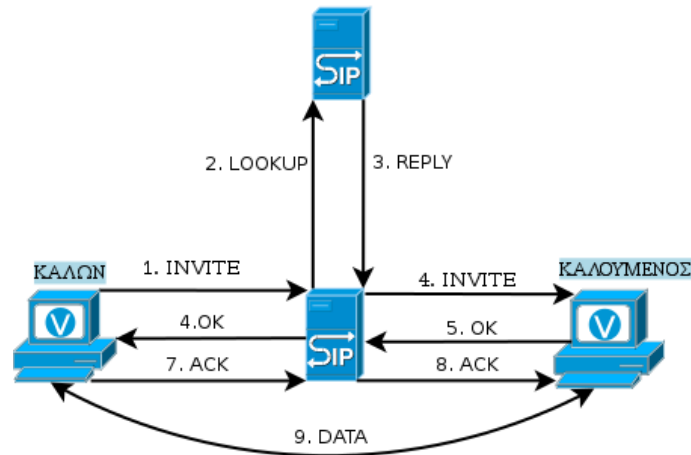 SIP
2. LOOKUP
3. REPLY
ΚΑΛΩΝ
ΚΑΛΟΥΜΕΝΟΣ
1. INVITE
4. INVITE
V
V
4.OK
5. OK
SIP
7. ACK
8. ACK
9. DATA